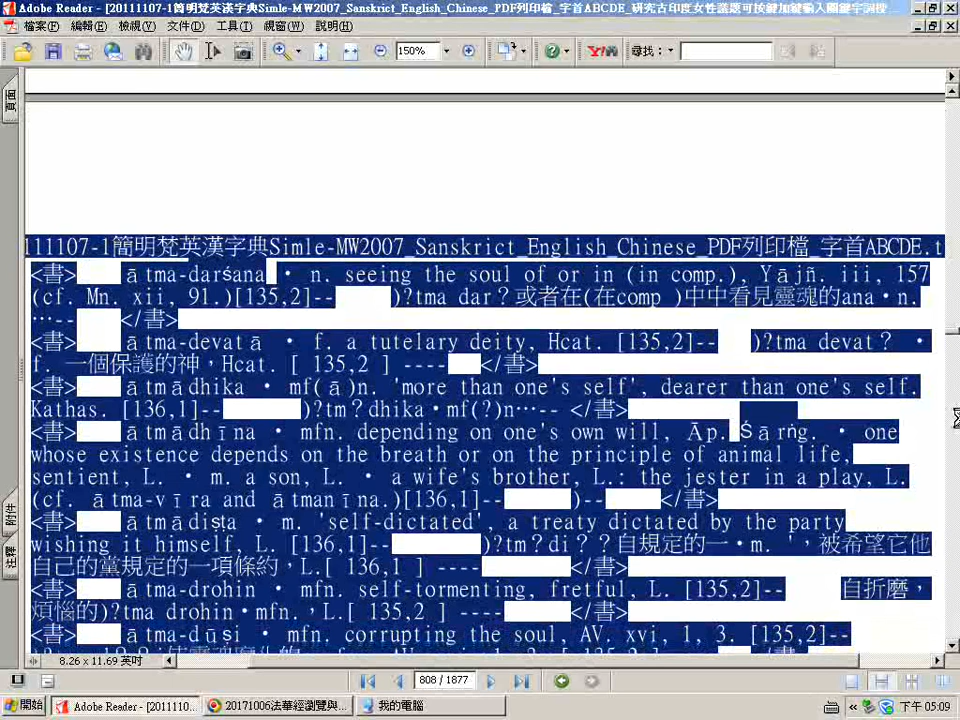 Adobe Reader - [20111107-1簡明梵英漢字典Simle-MW2007_Sanskrict_English_Chinese_PDF列印檔_字首ABCDE_研究古印度女性議題可按鍵加鍵輸入關鍵字詞搜
檔案(F) 編輯(E) 檢視(V) 文件(D) 工具(T) 視窗(W) 說明(H)
150% Y! 尋找:
頁面
111107-1簡明梵英漢字典Simle-MW2007_Sanskrict_English_Chinese_PDF列印檔_字首ABCDE.t
<書> ātma-darśana • n. seeing the soul of or in (in comp.), Yājñ. iii, 157
(cf. Mn. xii, 91.)[135,2]-- )?tma dar？或者在(在comp )中中看見靈魂的ana•n.
…-- </書>
<書> ātma-devatā • f. a tutelary deity, Hcat. [135,2]-- )?tma devat？ •
f. 一個保護的神，Hcat. [ 135,2 ] ---- </書>
<書> ātmādhika • mf(ā)n. 'more than one's self', dearer than one's self.
Kathas. [136,1]-- )?tm？dhika•mf(?)n…-- </書>
<書> ātmādhīna • mfn. depending on one's own will, Āp. Śārṅg. • one
whose existence depends on the breath or on the principle of animal life,
sentient, L. • m. a son, L. • a wife's brother, L.: the jester in a play, L.
(cf. ātma-vīra and ātmanīna.)[136,1]-- )-- </書>
<書> ātmādiṣṭa • m. 'self-dictated', a treaty dictated by the party
wishing it himself, L. [136,1]-- )?tm？di？？自規定的一•m. '，被希望它他
自己的黨規定的一項條約，L.[ 136,1 ] ---- </書>
<書> ātma-drohin • mfn. self-tormenting, fretful, L. [135,2]-- 自折磨，
煩惱的)?tma drohin•mfn.，L.[ 135,2 ] ---- </書>
<書> ātma-dūṣi • mfn. corrupting the soul, AV. xvi, 1, 3. [135,2]--
附件
注釋
8.26 x 11.69 英吋
808 / 1877
開始 Adobe Reader - [2011110... 20171006法華經瀏覽與... 我的電腦 下午 05:09